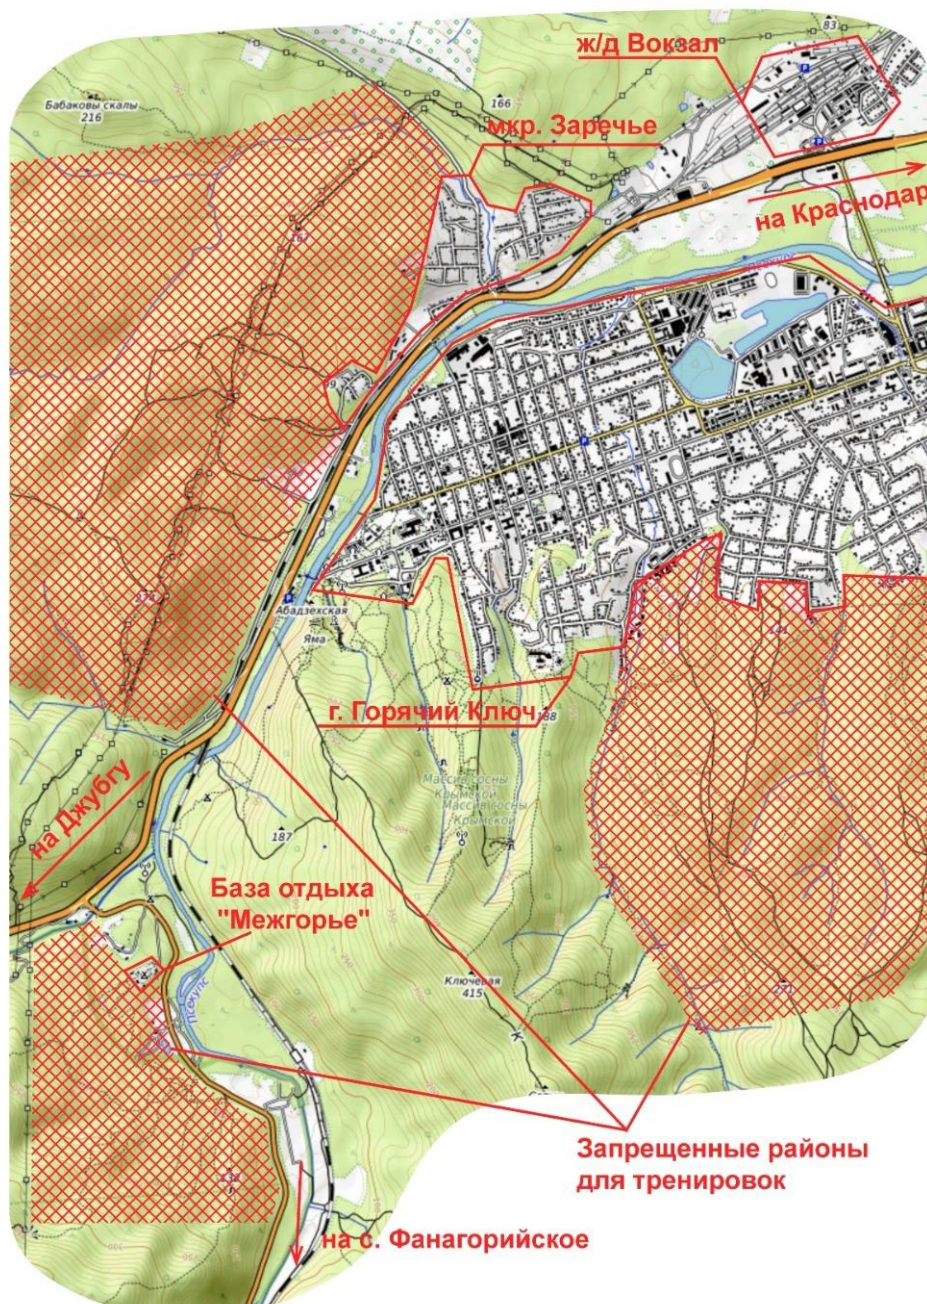 83
ж/д Вокзал
Бабаковы скалы
216
166
мкр. Заречье
на Краснодар
Абадзехская
Яма
г. Горячий Ключ
188
Массив сосны
Крымской
Массив сосны
Крымской
на Джубгу
187
База отдыха
"Межгорье"
Псекупс
Ключевая
415
Запрещенные районы
для тренировок
на с. Фанагорийское